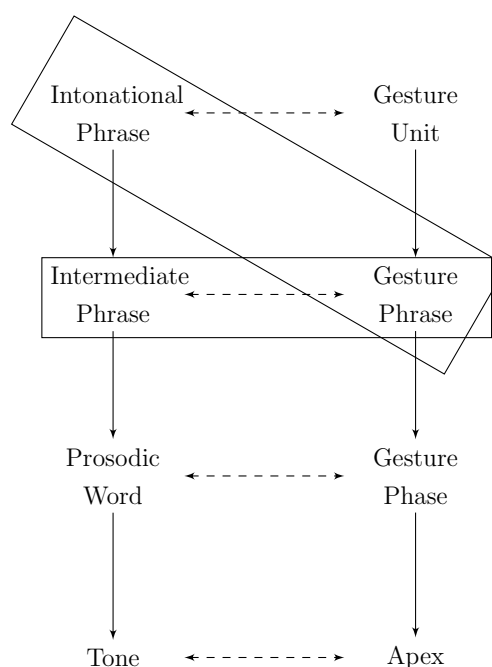 Intonational
Phrase
Gesture
Unit
Intermediate
Phrase
Gesture
Phrase
Prosodic
Word
Gesture
Phase
Tone
Apex